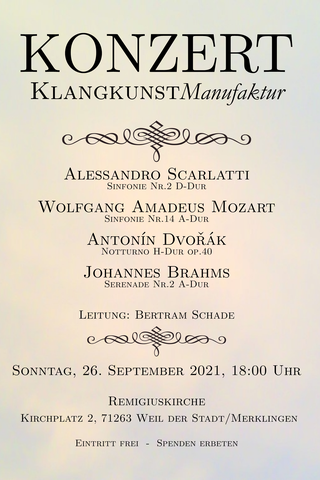 KONZERT
KLANGKUNSTManufaktur
ALESSANDRO SCARLATTI
SINFONIE NR.2 D-DUR
WOLFGANG AMADEUS MOZART
SINFONIE NR.14 A-DUR
ANTONÍN DVOŘÁK
NOTTURNO H-DUR OP.40
JOHANNES BRAHMS
SERENADE NR.2 A-DUR
LEITUNG: BERTRAM SCHADE
SONNTAG, 26. SEPTEMBER 2021, 18:00 UHR
REMIGIUSKIRCHE
KIRCHPLATZ 2, 71263 WEIL DER STADT/MERKLINGEN
EINTRITT FREI - SPENDEN ERBETEN